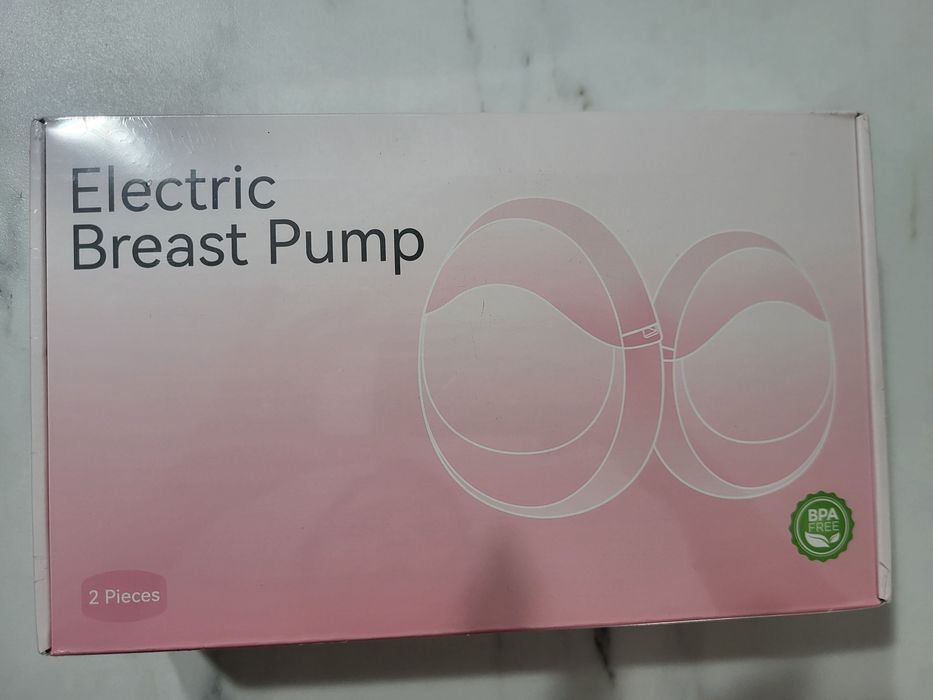 Electric
Breast Pump
BPA
FREE
2 Pieces